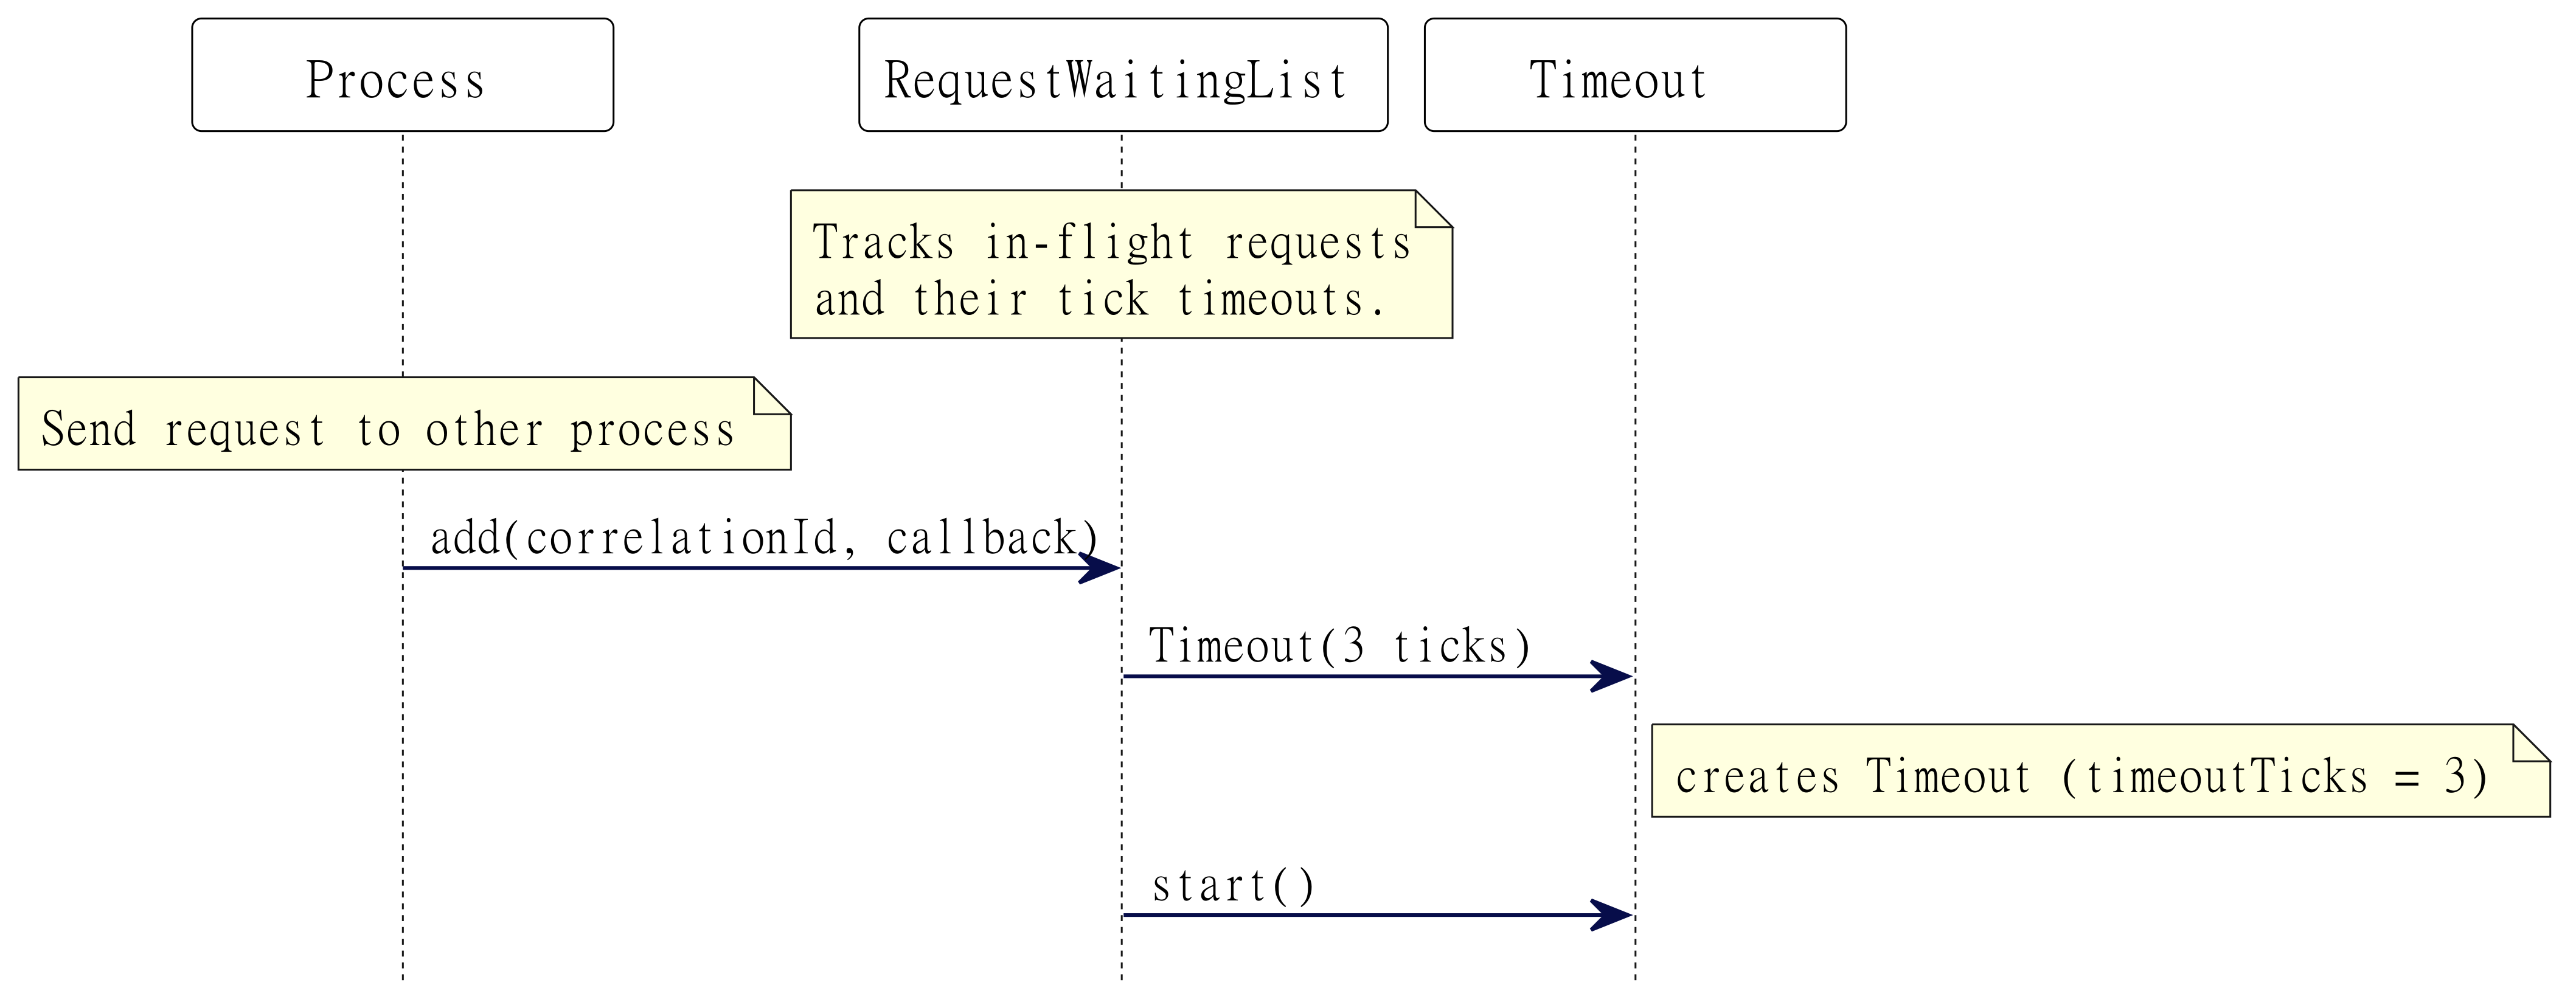 Process
RequestWaitingList
Timeout
Tracks in-flight requests
and their tick timeouts.
Send request to other process
add(correlationId, callback)
Timeout(3 ticks)
creates Timeout (timeoutTicks = 3)
start()